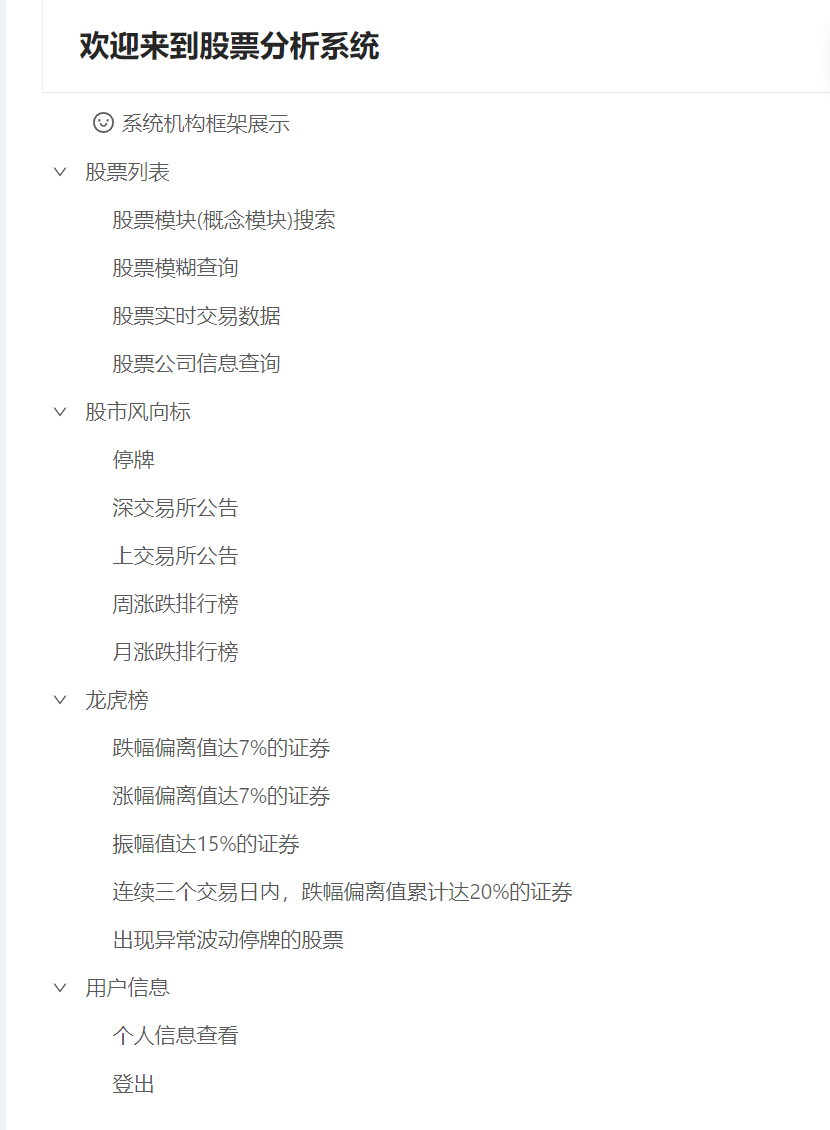 欢迎来到股票分析系统
系统机构框架展示
股票列表
股票模块(概念模块)搜索
股票模糊查询
股票实时交易数据
股票公司信息查询
股市风向标
停牌
深交易所公告
上交易所公告
周涨跌排行榜
月涨跌排行榜
龙虎榜
跌幅偏离值达7%的证券
涨幅偏离值达7%的证券
振幅值达15%的证券
连续三个交易日内，跌幅偏离值累计达20%的证券
出现异常波动停牌的股票
用户信息
个人信息查看
登出